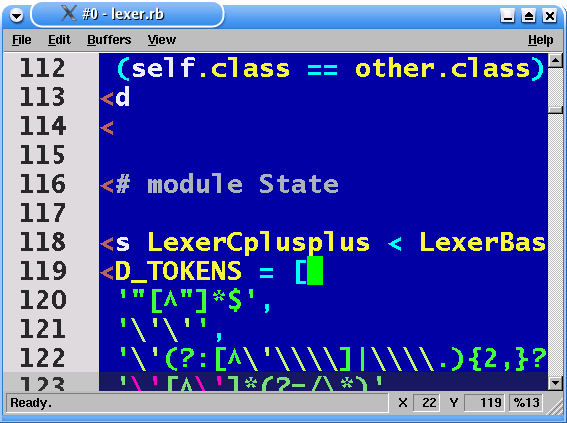 #0 - lexer.rb
File Edit Buffers View Help
112 (self.class == other.class)
113 <d
114 <
115
116 <# module State
117
118 <s LexerCplusplus < LexerBas
119 <D_TOKENS = [
120 '"[^"]*$',
121 '\'\'',
122 '\'(?:[^\'\\\\]|\\\\.){2,}?
123 '\'[^\']*(?=/\*)'
Ready. X 22 Y 119 %13